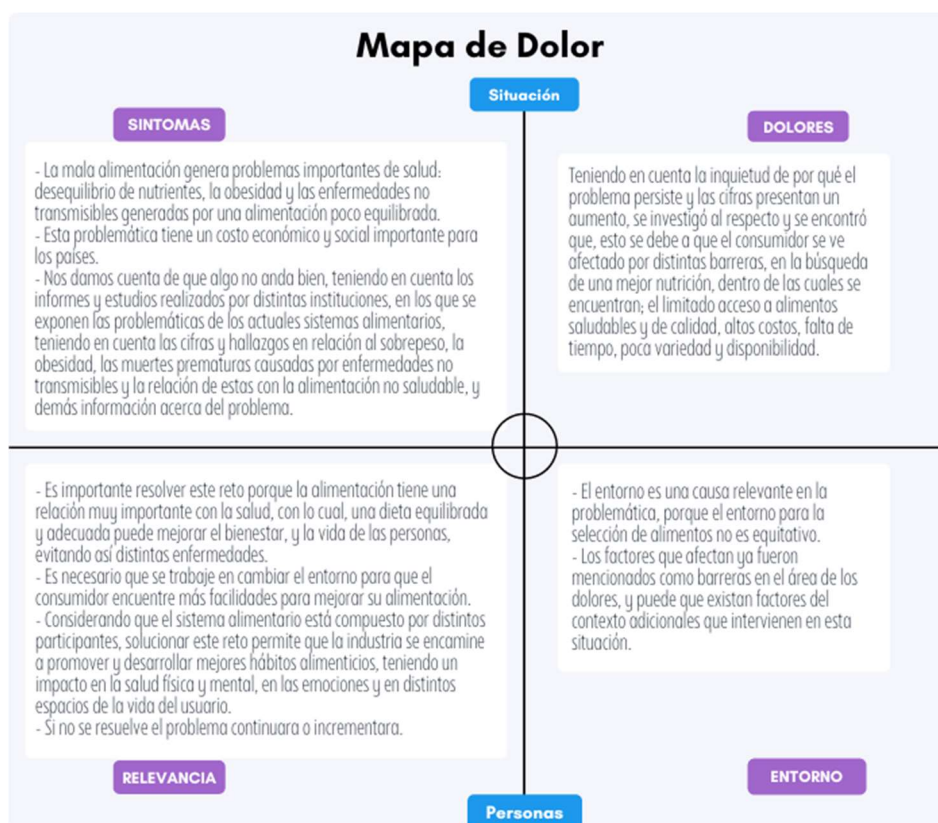 Mapa de Dolor
Situación
SINTOMAS
- La mala alimentación genera problemas importantes de salud:
desequilibrio de nutrientes, la obesidad y las enfermedades no
transmisibles generadas por una alimentación poco equilibrada.
- Esta problemática tiene un costo económico y social importante para
los países.
- Nos damos cuenta de que algo no anda bien, teniendo en cuenta los
informes y estudios realizados por distintas instituciones, en los que se
exponen las problemáticas de los actuales sistemas alimentarios,
teniendo en cuenta las cifras y hallazgos en relación al sobrepeso, la
obesidad, las muertes prematuras causadas por enfermedades no
transmisibles y la relación de estas con la alimentación no saludable, y
demás información acerca del problema.
DOLORES
Teniendo en cuenta la inquietud de por qué el
problema persiste y las cifras presentan un
aumento, se investigó al respecto y se encontró
que, esto se debe a que el consumidor se ve
afectado por distintas barreras, en la búsqueda
de una mejor nutrición, dentro de las cuales se
encuentran; el limitado acceso a alimentos
saludables y de calidad, altos costos, falta de
tiempo, poca variedad y disponibilidad.
- Es importante resolver este reto porque la alimentación tiene una
relación muy importante con la salud, con lo cual, una dieta equilibrada
y adecuada puede mejorar el bienestar, y la vida de las personas,
evitando así distintas enfermedades.
- Es necesario que se trabaje en cambiar el entorno para que el
consumidor encuentre más facilidades para mejorar su alimentación.
- Considerando que el sistema alimentario está compuesto por distintos
participantes, solucionar este reto permite que la industria se encamine
a promover y desarrollar mejores hábitos alimenticios, teniendo un
impacto en la salud física y mental, en las emociones y en distintos
espacios de la vida del usuario.
- Si no se resuelve el problema continuara o incrementara.
RELEVANCIA
- El entorno es una causa relevante en la
problemática, porque el entorno para la
selección de alimentos no es equitativo.
- Los factores que afectan ya fueron
mencionados como barreras en el área de los
dolores, y puede que existan factores del
contexto adicionales que intervienen en esta
situación.
ENTORNO
Personas